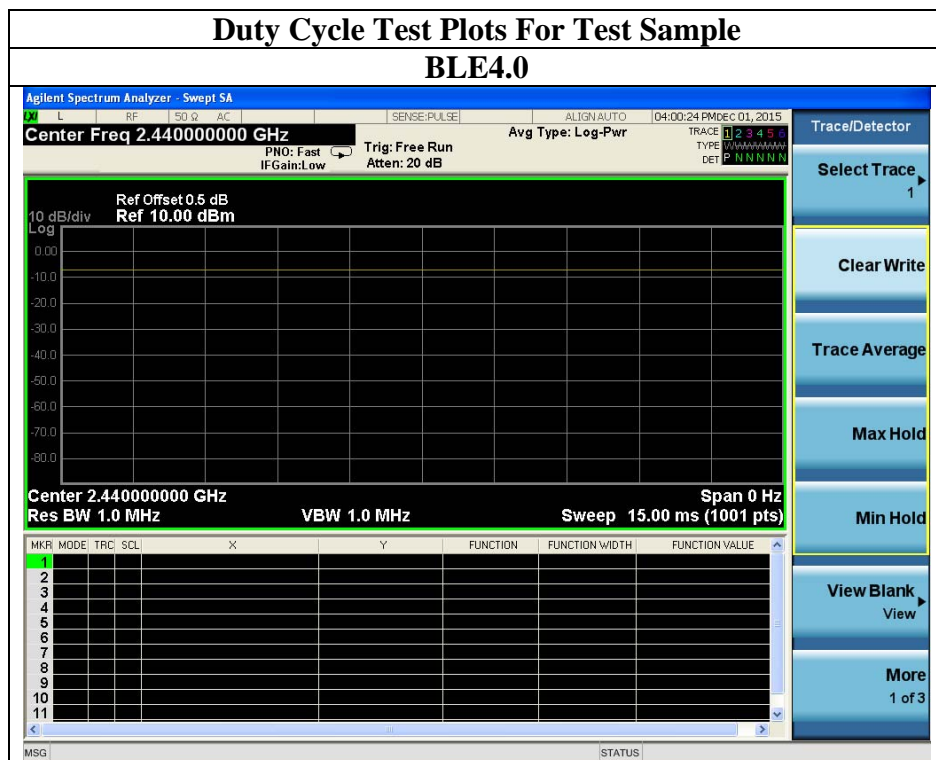 Duty Cycle Test Plots For Test Sample
BLE4.0
Agilent Spectrum Analyzer - Swept SA
LXI L RF 50 Ω AC SENSE:PULSE ALIGN AUTO 04:00:24 PM DEC 01, 2015
Center Freq 2.440000000 GHz
PNO: Fast
IFGain:Low
Trig: Free Run
Atten: 20 dB
Avg Type: Log-Pwr
TRACE 1 2 3 4 5 6
TYPE
DET P N N N N N
Ref Offset 0.5 dB
10 dB/div Ref 10.00 dBm
Log
0.00
-10.0
-20.0
-30.0
-40.0
-50.0
-60.0
-70.0
-80.0
Center 2.440000000 GHz Span 0 Hz
Res BW 1.0 MHz VBW 1.0 MHz Sweep 15.00 ms (1001 pts)
MKR MODE TRC SCL X Y FUNCTION FUNCTION WIDTH FUNCTION VALUE
1
2
3
4
5
6
7
8
9
10
11
MSG STATUS
Trace/Detector
Select Trace
1
Clear Write
Trace Average
Max Hold
Min Hold
View Blank
View
More
1 of 3